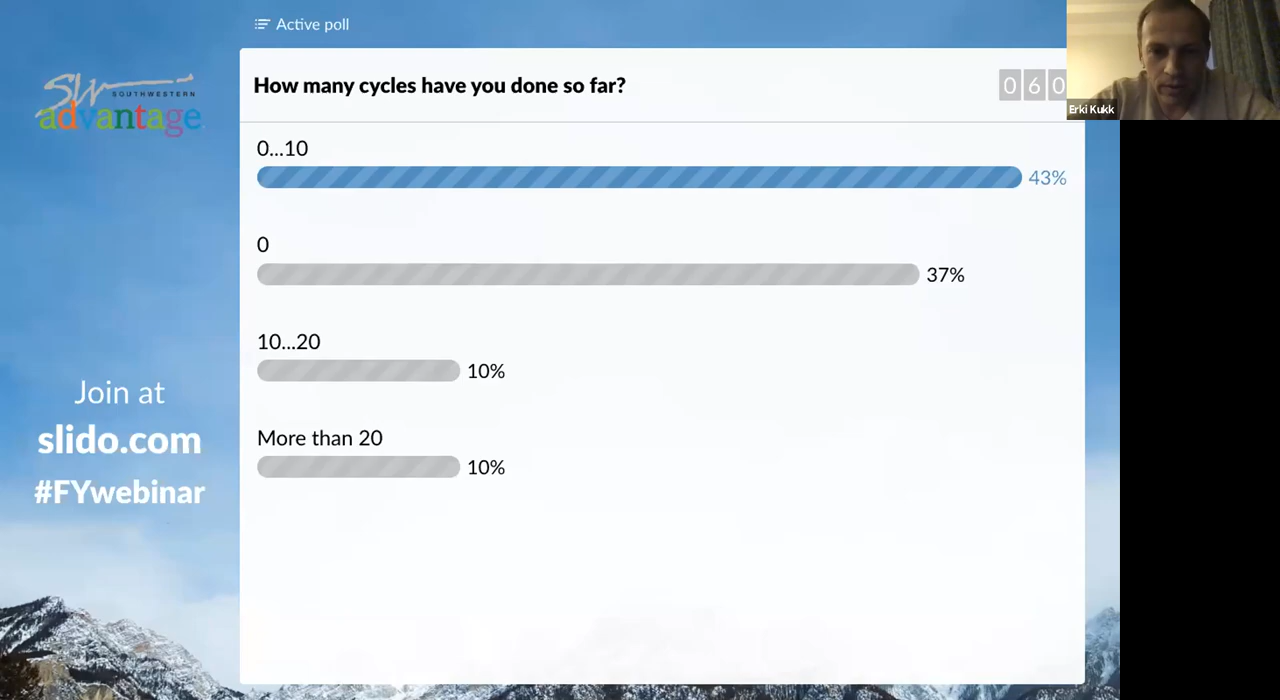 Active poll
How many cycles have you done so far?
0 6 0
Erki Kukk
SW
SOUTHWESTERN
advantage
0...10
43%
0
37%
10...20
10%
More than 20
10%
Join at
slido.com
#FYwebinar